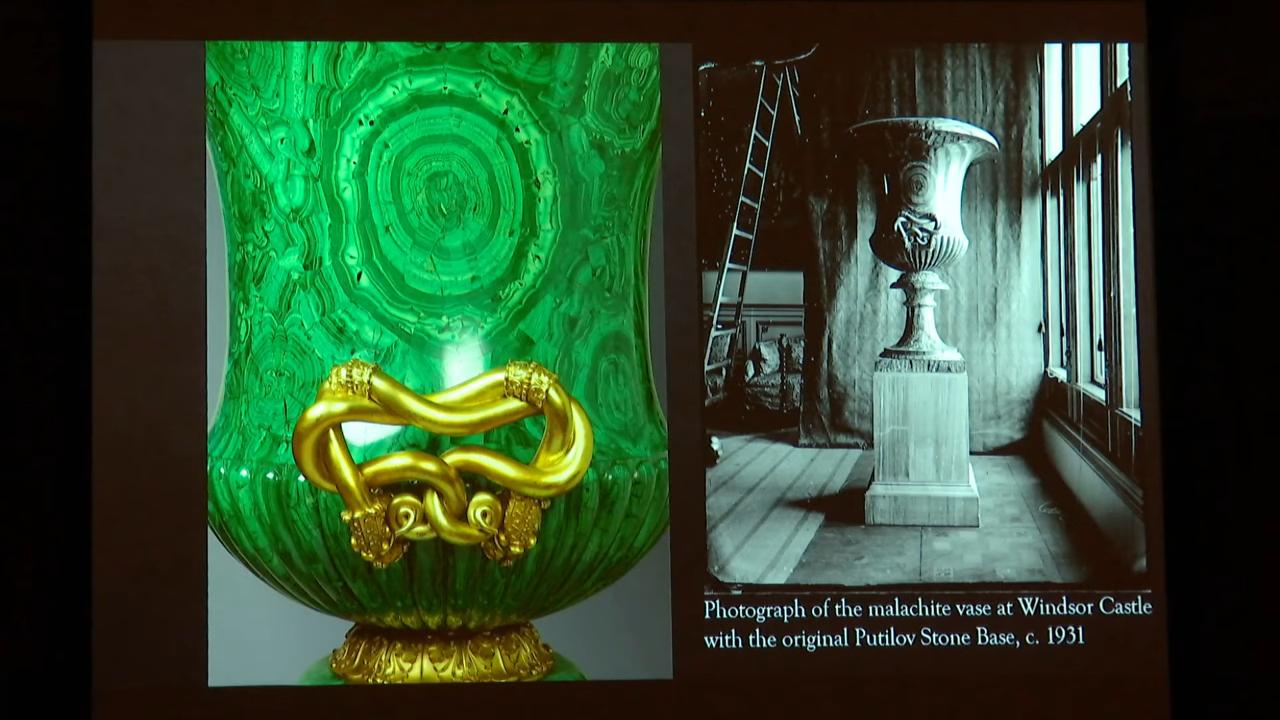 Photograph of the malachite vase at Windsor Castle
with the original Putilov Stone Base, c. 1931